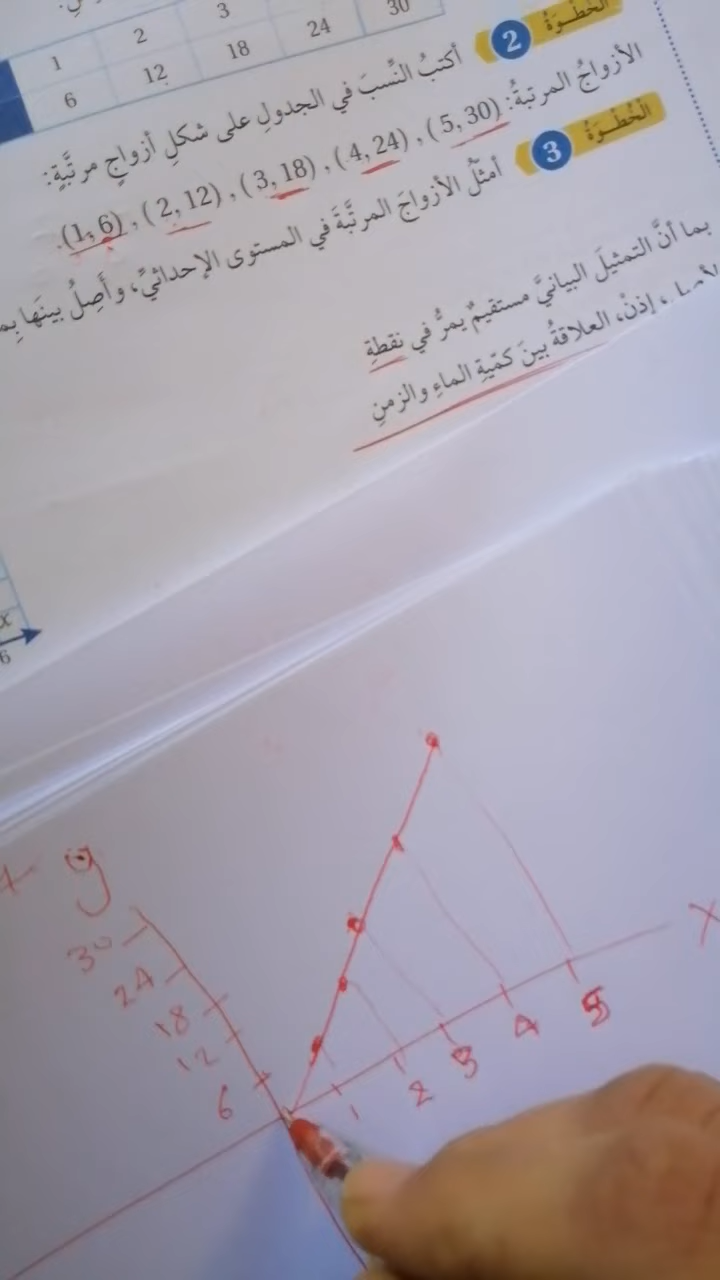 1 2 3
6 12 18 24 30
الخطوة 2 أكتبُ النِّسبَ في الجدولِ على شكلِ أزواجٍ مرتَّبةٍ:
الأزواجُ المرتبةُ: (5, 30) , (4, 24) , (3, 18) , (2, 12) , (1, 6).
الخُطْوَةُ 3 أمثّلُ الأزواجَ المرتَّبةَ في المستوى الإحداثيِّ، وأَصِلُ بينَها
بما أنَّ التمثيلَ البيانيَّ مستقيمٌ يمرُّ في نقطةِ
إذنْ، العلاقةُ بينَ كمّيةِ الماءِ والزمنِ
x
6
y
30
24
18
12
6
1 2 3 4 5
x